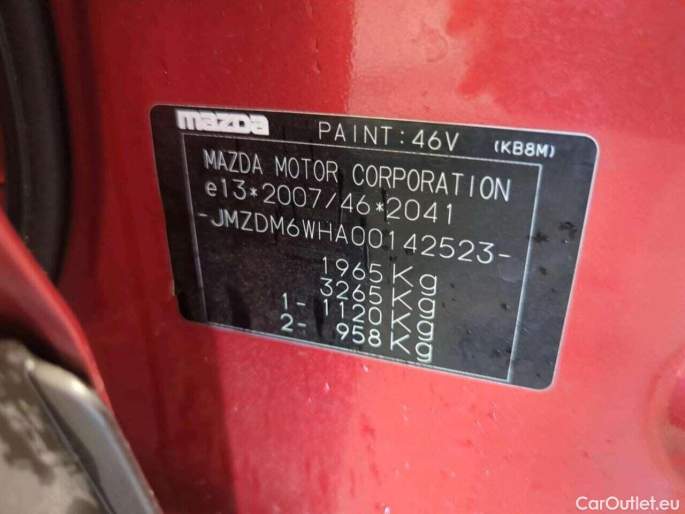 mazda PAINT:46V (KB8M)
MAZDA MOTOR CORPORATION
e13*2007/46*2041
-JMZDM6WHA00142523-
1965Kg
3265Kg
1- 1120Kg
2- 958Kg
CarOutlet.eu